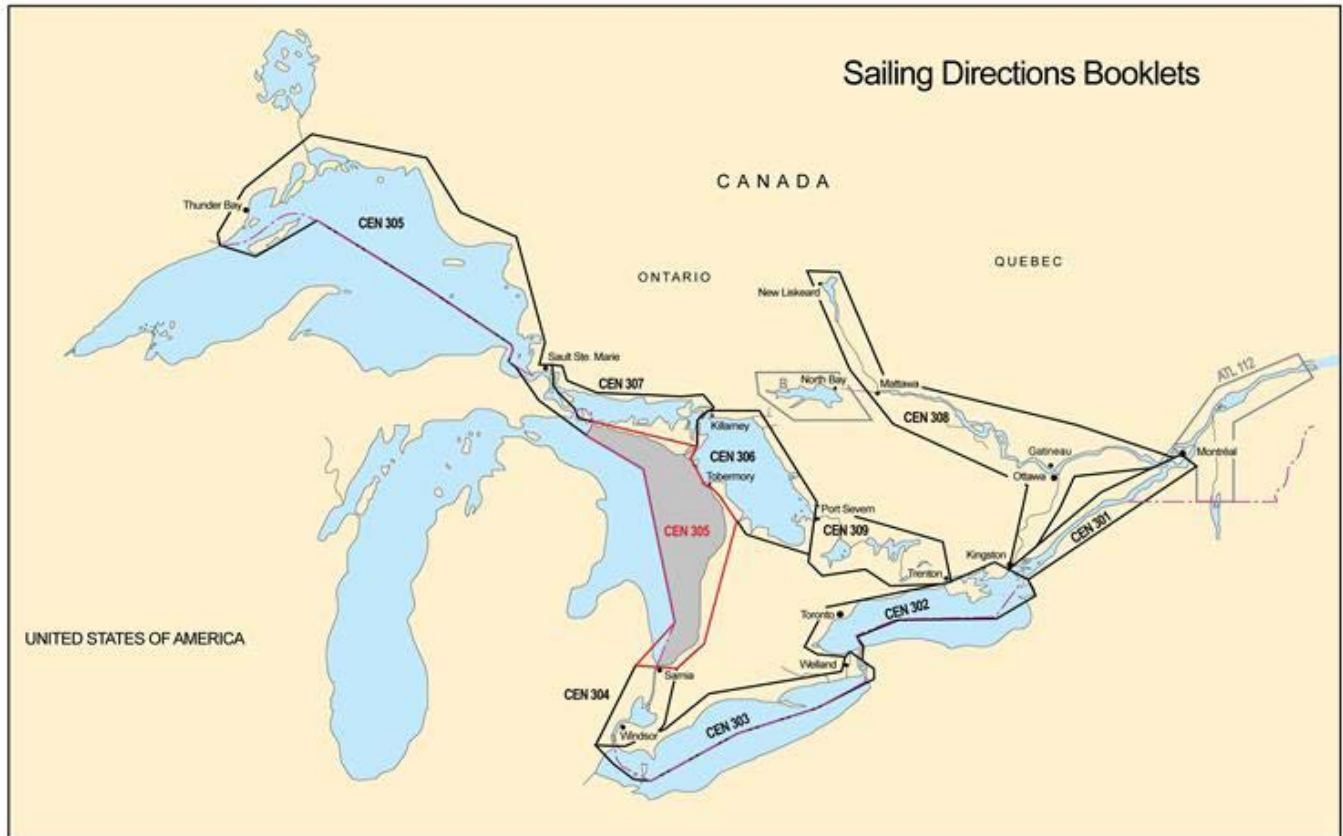 Sailing Directions Booklets
CANADA
Thunder Bay
CEN 305
ONTARIO
QUEBEC
New Liskeard
Sault Ste. Marie
CEN 307
North Bay
Mattawa
ATL 112
Killarney
CEN 308
CEN 306
Gatineau
Montréal
Tobermory
Ottawa
Port Severn
CEN 305
CEN 309
CEN 301
Kingston
Trenton
Toronto
CEN 302
UNITED STATES OF AMERICA
Welland
Sarnia
CEN 304
CEN 303
Windsor